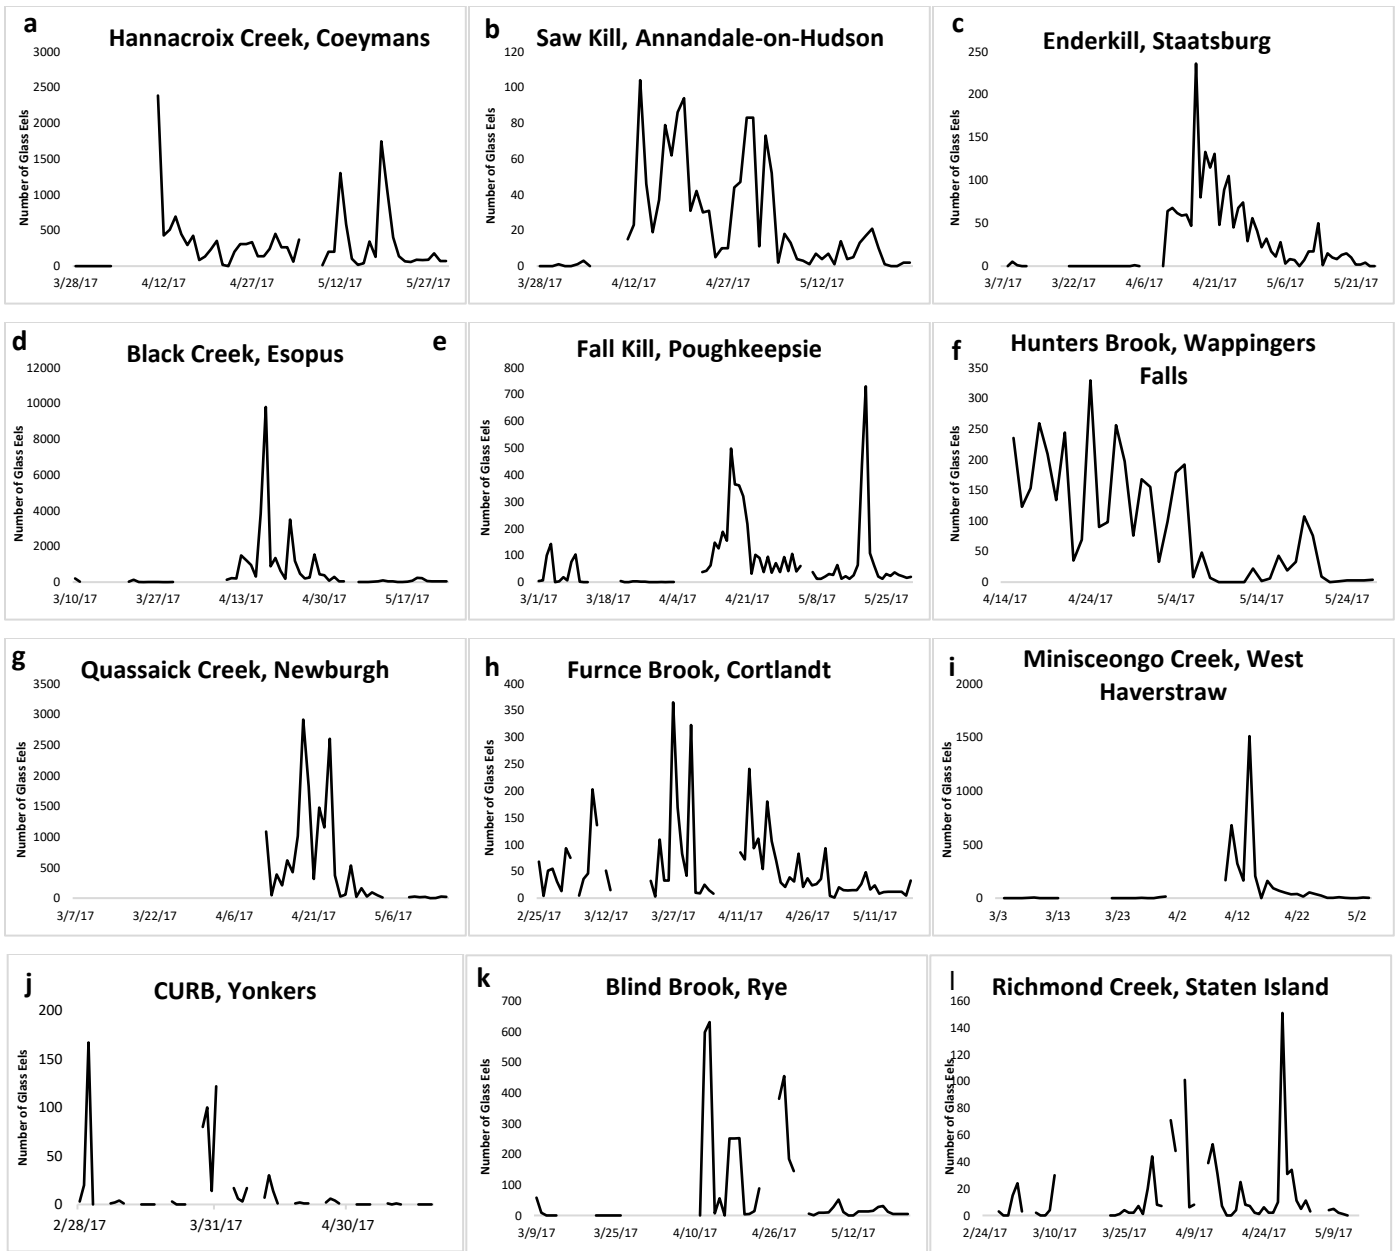 a
Hannacroix Creek, Coeymans
Number of Glass Eels
3000
2500
2000
1500
1000
500
0
3/28/17 4/12/17 4/27/17 5/12/17 5/27/17
b
Saw Kill, Annandale-on-Hudson
Number of Glass Eels
120
100
80
60
40
20
0
3/28/17 4/12/17 4/27/17 5/12/17
c
Enderkill, Staatsburg
Number of Glass Eels
250
200
150
100
50
0
3/7/17 3/22/17 4/6/17 4/21/17 5/6/17 5/21/17
d
Black Creek, Esopus
Number of Glass Eels
12000
10000
8000
6000
4000
2000
0
3/10/17 3/27/17 4/13/17 4/30/17 5/17/17
e
Fall Kill, Poughkeepsie
Number of Glass Eels
800
700
600
500
400
300
200
100
0
3/1/17 3/18/17 4/4/17 4/21/17 5/8/17 5/25/17
f
Hunters Brook, Wappingers
Falls
Number of Glass Eels
350
300
250
200
150
100
50
0
4/14/17 4/24/17 5/4/17 5/14/17 5/24/17
g
Quassaick Creek, Newburgh
Number of Glass Eels
3500
3000
2500
2000
1500
1000
500
0
3/7/17 3/22/17 4/6/17 4/21/17 5/6/17
h
Furnce Brook, Cortlandt
Number of Glass Eels
400
350
300
250
200
150
100
50
0
2/25/17 3/12/17 3/27/17 4/11/17 4/26/17 5/11/17
i
Minisceongo Creek, West
Haverstraw
Number of Glass Eels
2000
1500
1000
500
0
3/3 3/13 3/23 4/2 4/12 4/22 5/2
j
CURB, Yonkers
Number of Glass Eels
200
150
100
50
0
2/28/17 3/31/17 4/30/17
k
Blind Brook, Rye
Number of Glass Eels
700
600
500
400
300
200
100
0
3/9/17 3/25/17 4/10/17 4/26/17 5/12/17
l
Richmond Creek, Staten Island
Number of Glass Eels
160
140
120
100
80
60
40
20
0
2/24/17 3/10/17 3/25/17 4/9/17 4/24/17 5/9/17